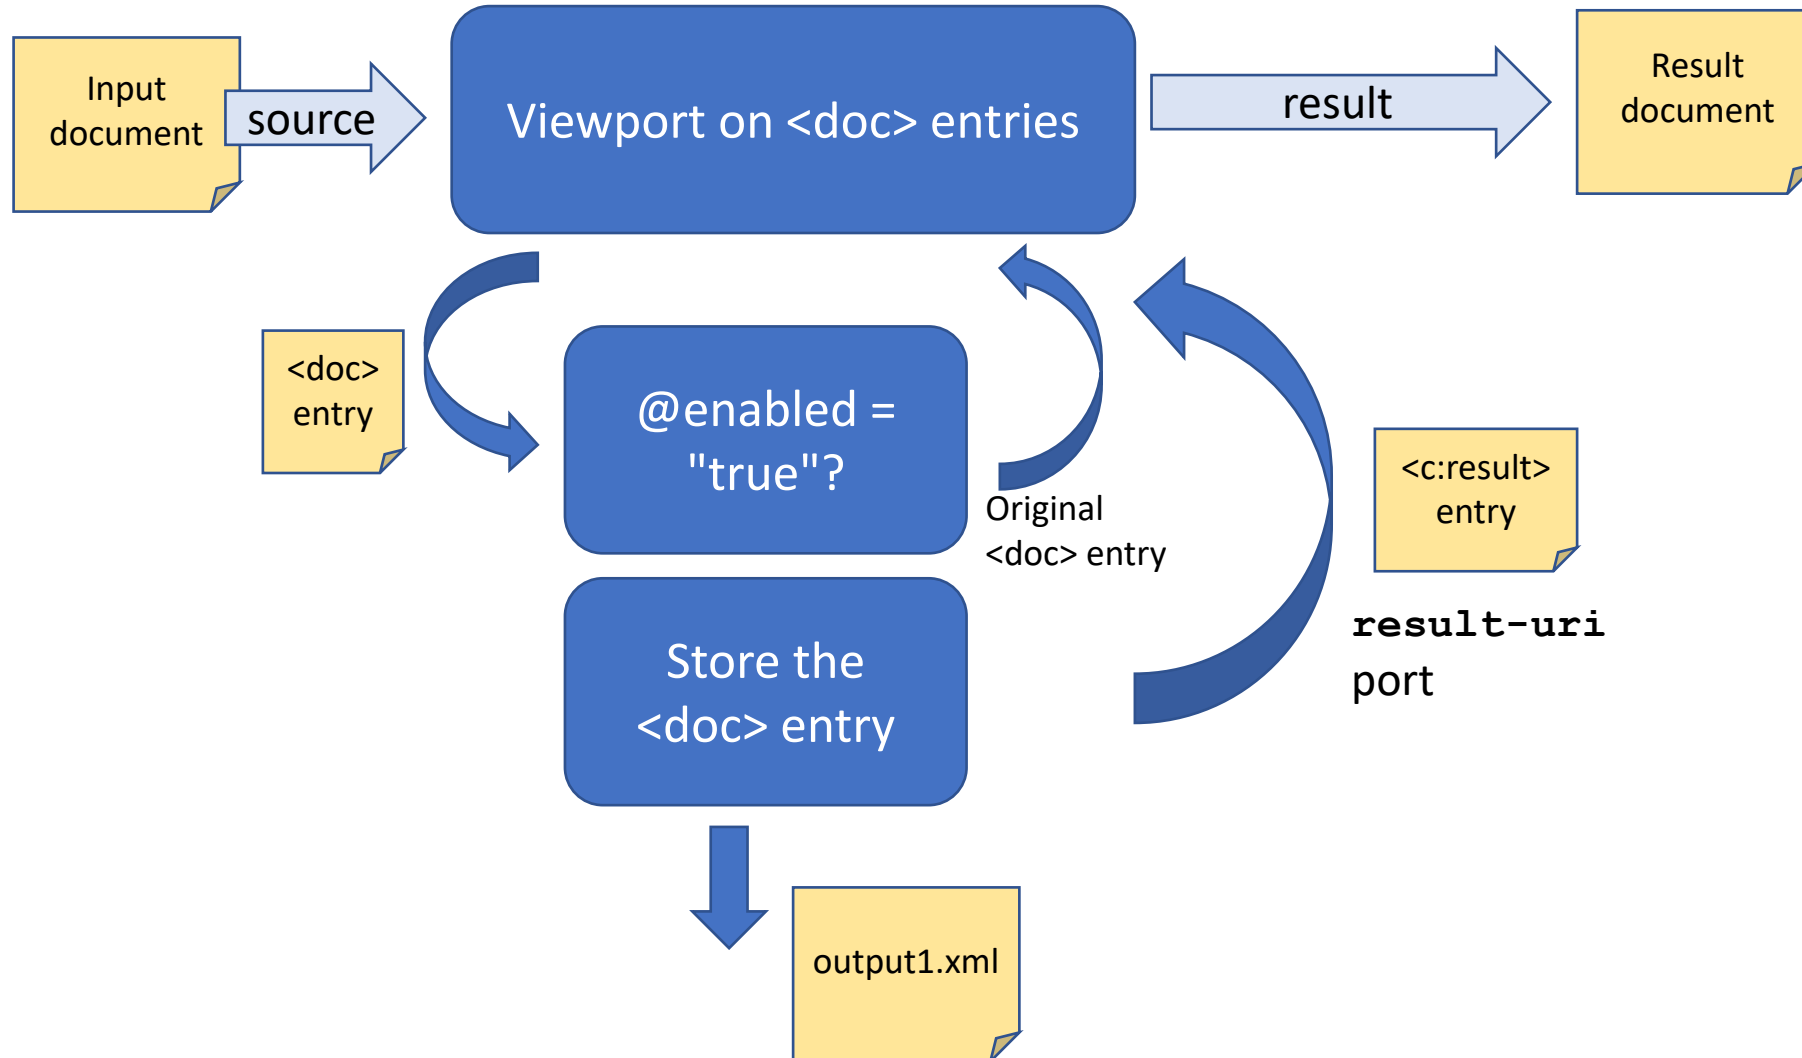 Input
document
source
Viewport on <doc> entries
result
Result
document
<doc>
entry
@enabled =
"true"?
Original
<doc> entry
<c:result>
entry
result-uri
port
Store the
<doc> entry
output1.xml